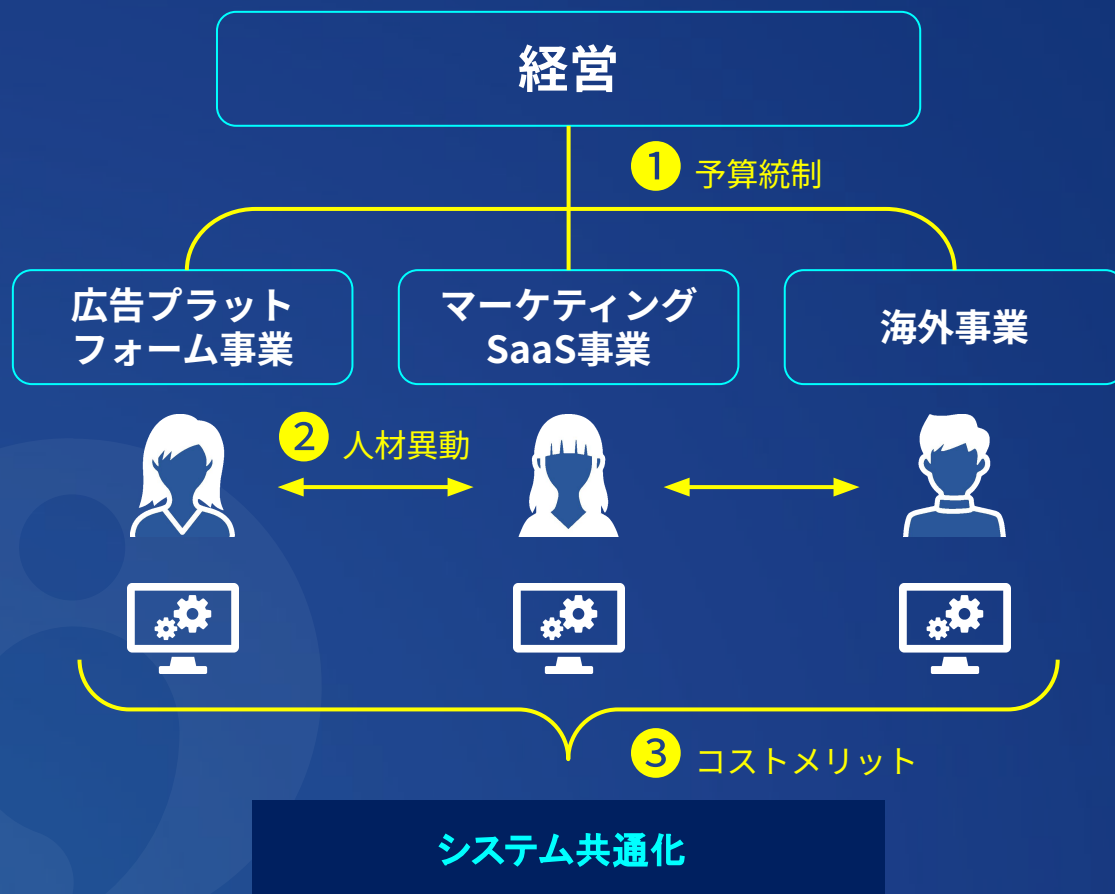 経営
❶ 予算統制
広告プラット
フォーム事業
マーケティング
SaaS事業
海外事業
❷ 人材異動
❸ コストメリット
システム共通化